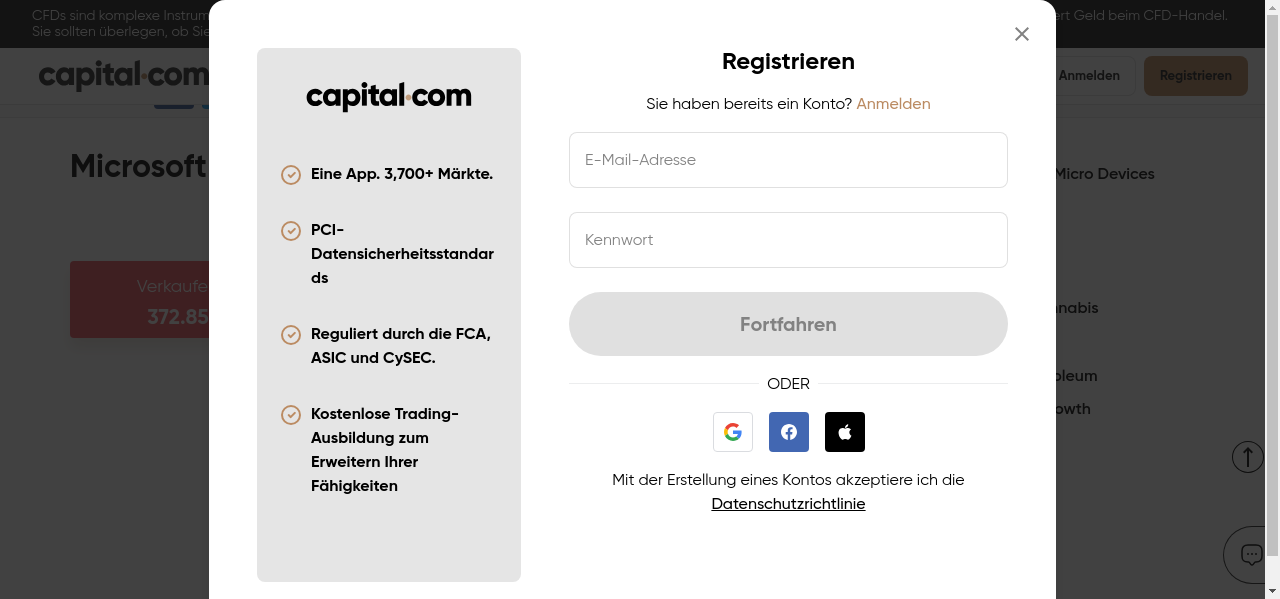 CFDs sind komplexe Instrum
ert Geld beim CFD-Handel.
Sie sollten überlegen, ob Sie
capital.com
Anmelden
Registrieren
Microsoft
Micro Devices
Verkaufe
372.85
nnabis
oleum
owth
capital.com
Eine App. 3,700+ Märkte.
PCI-
Datensicherheitsstandar
ds
Reguliert durch die FCA,
ASIC und CySEC.
Kostenlose Trading-
Ausbildung zum
Erweitern Ihrer
Fähigkeiten
Registrieren
Sie haben bereits ein Konto? Anmelden
E-Mail-Adresse
Kennwort
Fortfahren
ODER
Mit der Erstellung eines Kontos akzeptiere ich die
Datenschutzrichtlinie